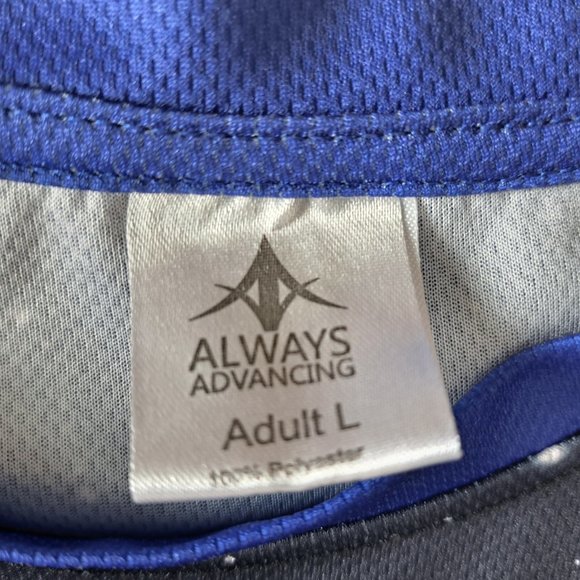 ALWAYS
ADVANCING
Adult L
100% Polyester